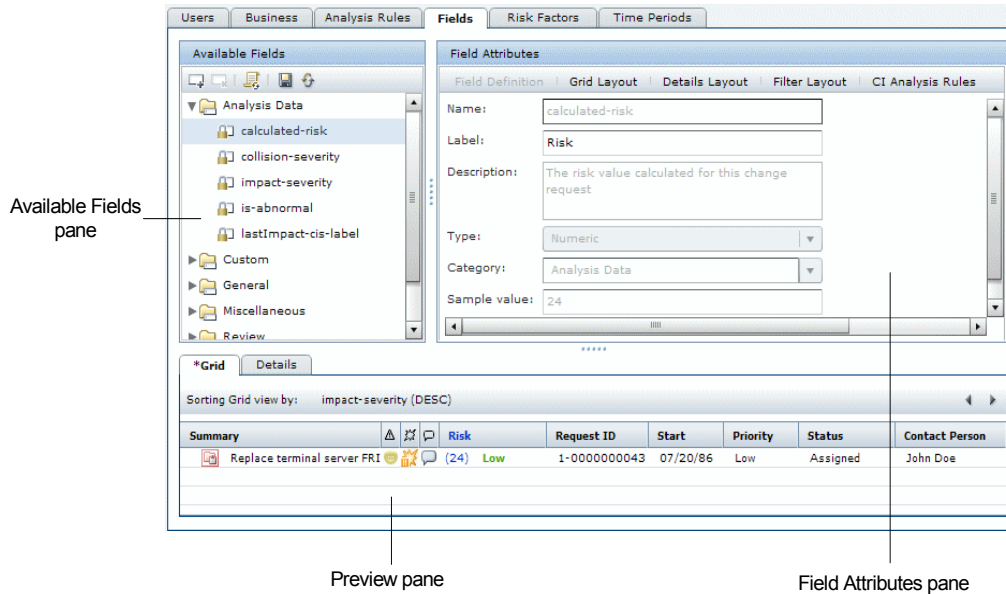 Users Business Analysis Rules Fields Risk Factors Time Periods
Available Fields
Analysis Data
calculated-risk
collision-severity
impact-severity
is-abnormal
lastImpact-cis-label
Custom
General
Miscellaneous
Review
Field Attributes
Field Definition Grid Layout Details Layout Filter Layout CI Analysis Rules
Name: calculated-risk
Label: Risk
Description: The risk value calculated for this change
request
Type: Numeric
Category: Analysis Data
Sample value: 24
Available Fields
pane
*Grid Details
Sorting Grid view by: impact-severity (DESC)
Summary Risk Request ID Start Priority Status Contact Person
Replace terminal server FRI (24) Low 1-0000000043 07/20/86 Low Assigned John Doe
Preview pane
Field Attributes pane